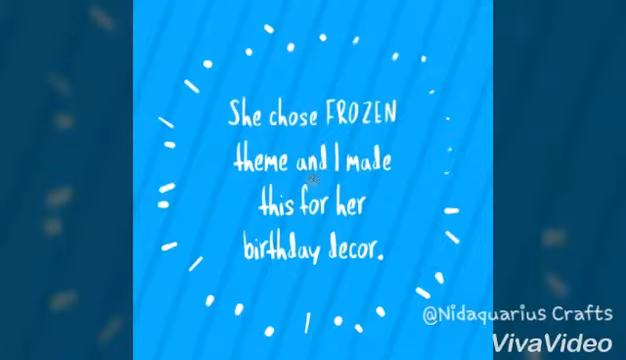 She chose FROZEN
theme and I made
this for her
birthday decor.
@Nidaquarius Crafts
VivaVideo